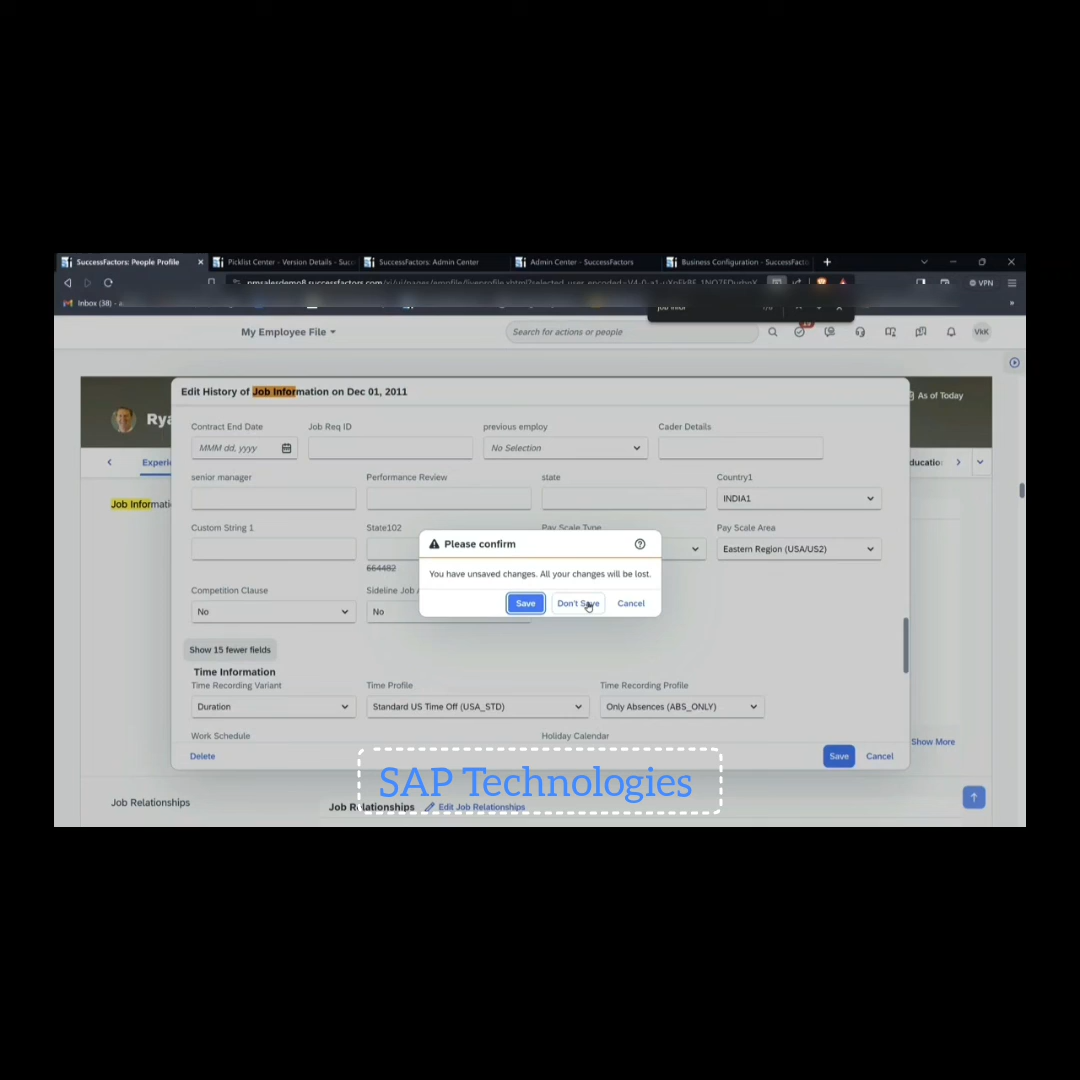 SuccessFactors: People Profile
Picklist Center - Version Details - Succ
SuccessFactors: Admin Center
Admin Center - SuccessFactors
Business Configuration - SuccessFacto
VPN
Inbox (38) - a
My Employee File
Search for actions or people
VkK
Edit History of Job Information on Dec 01, 2011
As of Today
Rya
Experi
ducatio
Contract End Date Job Req ID previous employ Cader Details
MMM dd, yyyy No Selection
senior manager Performance Review state Country1
Job Informati
INDIA1
Custom String 1 State102 Pay Scale Type Pay Scale Area
Please confirm
Eastern Region (USA/US2)
664482
You have unsaved changes. All your changes will be lost.
Competition Clause Sideline Job A
Save Don't Save Cancel
No No
Show 15 fewer fields
Time Information
Time Recording Variant Time Profile Time Recording Profile
Duration Standard US Time Off (USA_STD) Only Absences (ABS_ONLY)
Work Schedule Holiday Calendar
Show More
Delete Save Cancel
SAP Technologies
Job Relationships
Job Relationships Edit Job Relationships